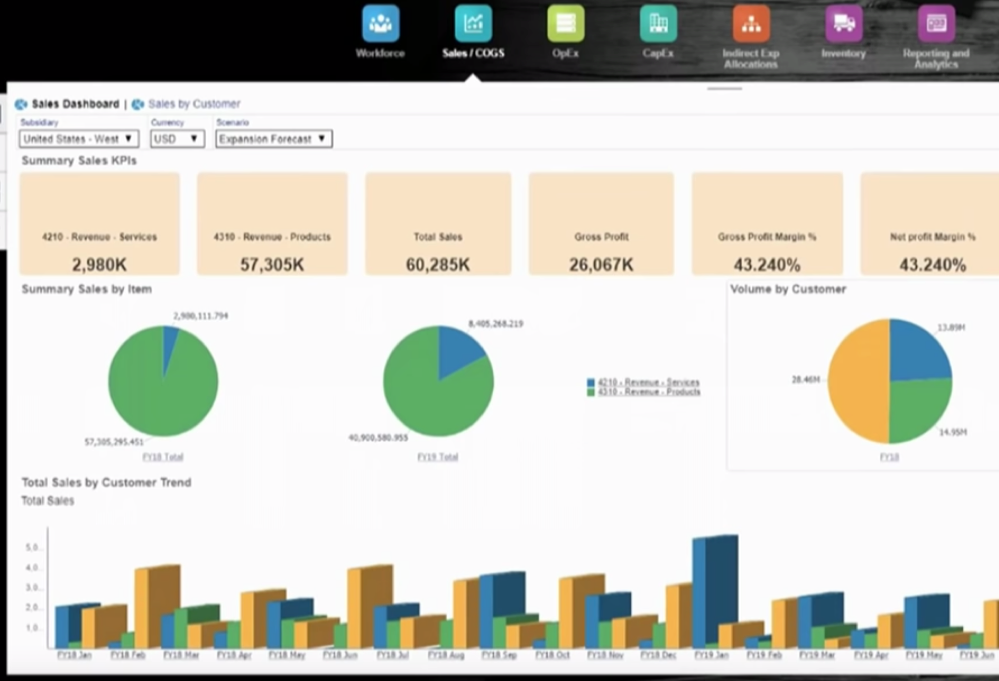 Workforce
Sales / COGS
OpEx
CapEx
Indirect Exp
Allocations
Inventory
Reporting and
Analytics
Sales Dashboard | Sales by Customer
Subsidiary
Currency
Scenario
United States - West
USD
Expansion Forecast
Summary Sales KPIs
4210 - Revenue - Services
4310 - Revenue - Products
Total Sales
Gross Profit
Gross Profit Margin %
Net profit Margin %
2,980K
57,305K
60,285K
26,067K
43.240%
43.240%
Summary Sales by Item
Volume by Customer
2,980,111.794
8,405,268.219
13.89M
28.46M
4210 - Revenue - Services
4310 - Revenue - Products
14.95M
57,305,295.451
40,900,580.955
FY18 Total
FY19 Total
FY18
Total Sales by Customer Trend
Total Sales
5,0...
4,0...
3,0...
2,0...
1,0...
FY18 Jan
FY18 Feb
FY18 Mar
FY18 Apr
FY18 May
FY18 Jun
FY18 Jul
FY18 Aug
FY18 Sep
FY18 Oct
FY18 Nov
FY18 Dec
FY19 Jan
FY19 Feb
FY19 Mar
FY19 Apr
FY19 May
FY19 Jun